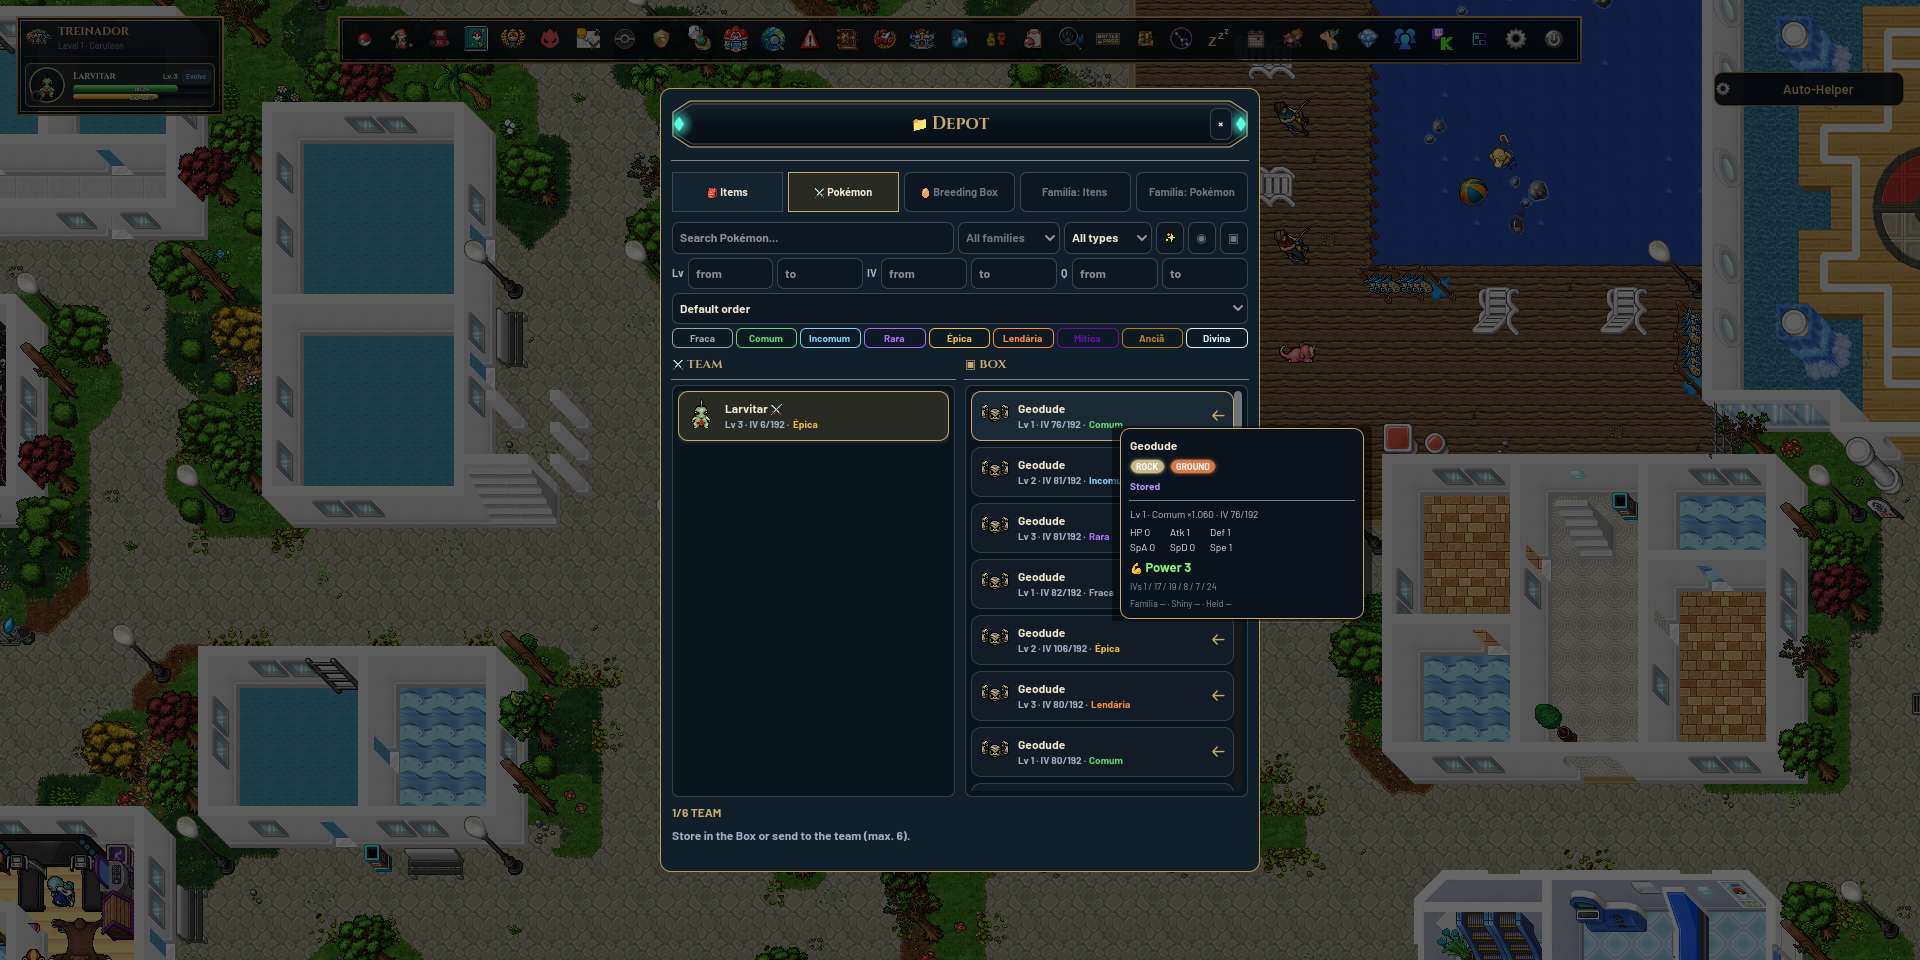 TREINADOR
Level 1 · Cerulean
LARVITAR Lv.3 Evolve
BATTLE PASS
zzZ
Auto-Helper
DEPOT
×
Items
Pokémon
Breeding Box
Família: Itens
Família: Pokémon
Search Pokémon...
All families
All types
Lv from to IV from to Q from to
Default order
Fraca Comum Incomum Rara Épica Lendária Mítica Anciã Divina
TEAM
Larvitar
Lv 3 · IV 6/192 · Épica
BOX
Geodude
Lv 1 · IV 76/192 · Comum
Geodude
Lv 2 · IV 81/192 · Incomu
Geodude
Lv 3 · IV 81/192 · Rara
Geodude
Lv 1 · IV 82/192 · Fraca
Geodude
Lv 2 · IV 106/192 · Épica
Geodude
Lv 3 · IV 80/192 · Lendária
Geodude
Lv 1 · IV 80/192 · Comum
Geodude
ROCK GROUND
Stored
Lv 1 · Comum ×1.060 · IV 76/192
HP 0 Atk 1 Def 1
SpA 0 SpD 0 Spe 1
Power 3
IVs 1 / 17 / 19 / 8 / 7 / 24
Família — · Shiny — · Held —
1/6 TEAM
Store in the Box or send to the team (max. 6).